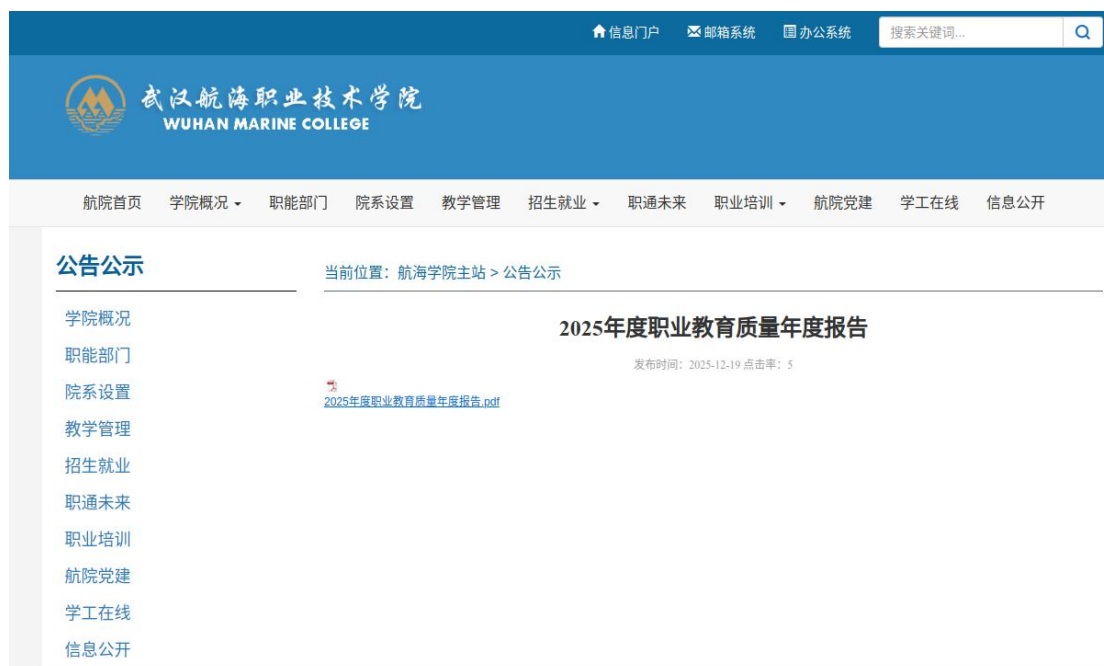 信息门户 邮箱系统 办公系统 搜索关键词...
武汉航海职业技术学院
WUHAN MARINE COLLEGE
航院首页 学院概况 职能部门 院系设置 教学管理 招生就业 职通未来 职业培训 航院党建 学工在线 信息公开
公告公示
当前位置：航海学院主站 > 公告公示
学院概况
职能部门
院系设置
教学管理
招生就业
职通未来
职业培训
航院党建
学工在线
信息公开
2025年度职业教育质量年度报告
发布时间：2025-12-19 点击率：5
2025年度职业教育质量年度报告.pdf